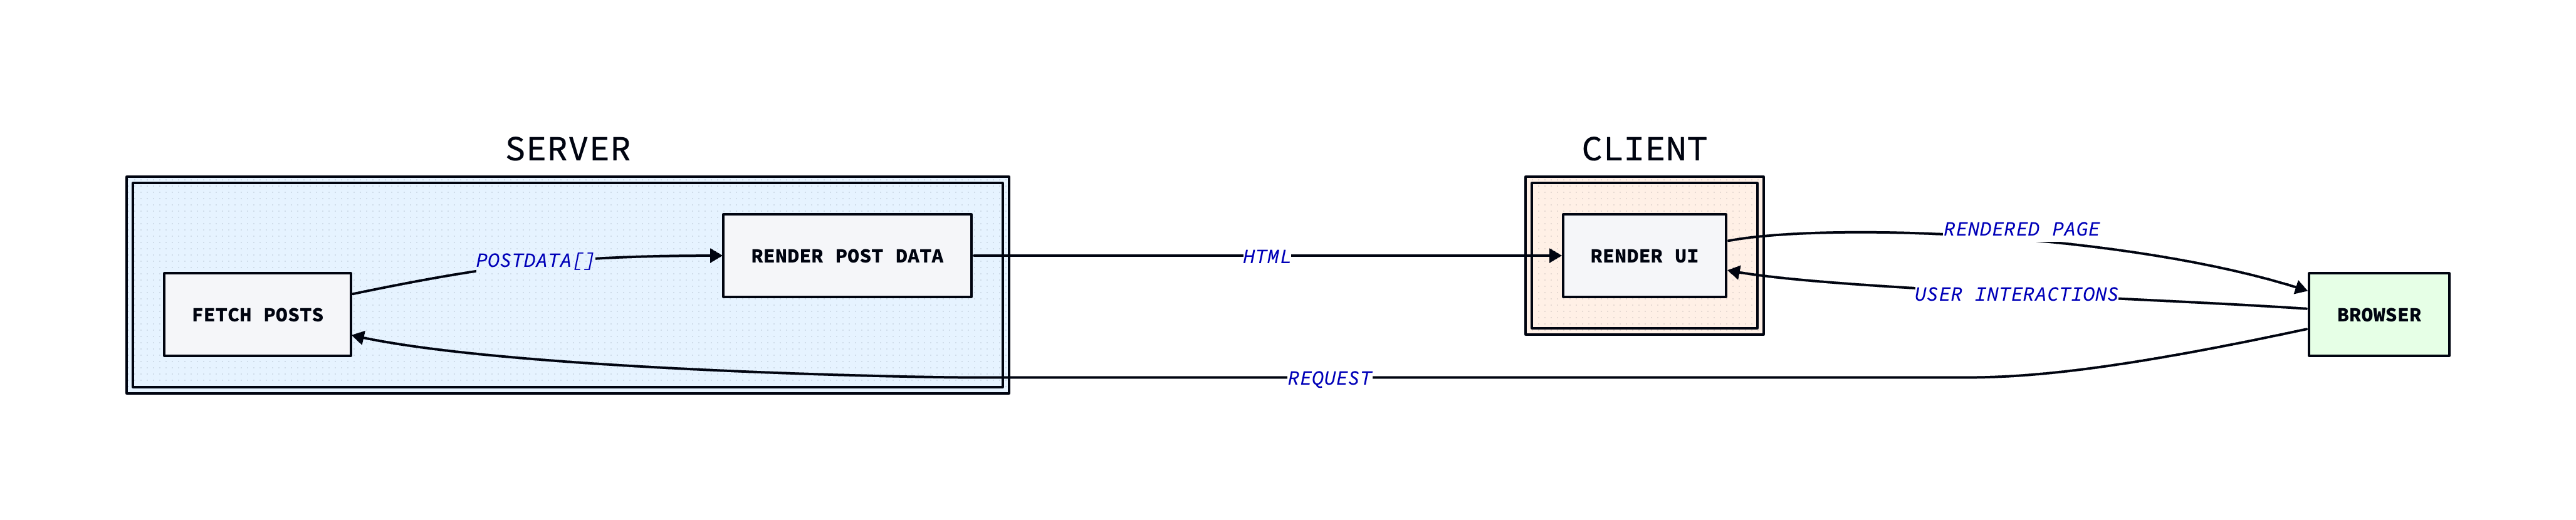 SERVER
CLIENT
RENDERED PAGE
POSTDATA[]
RENDER POST DATA
HTML
RENDER UI
USER INTERACTIONS
FETCH POSTS
BROWSER
REQUEST